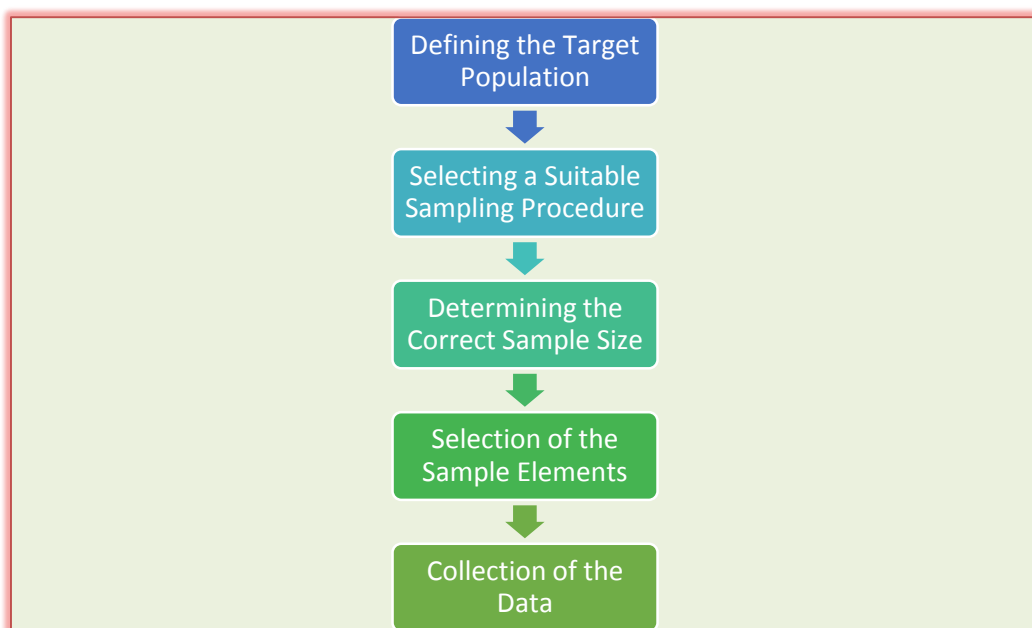 Defining the Target
Population
Selecting a Suitable
Sampling Procedure
Determining the
Correct Sample Size
Selection of the
Sample Elements
Collection of the
Data